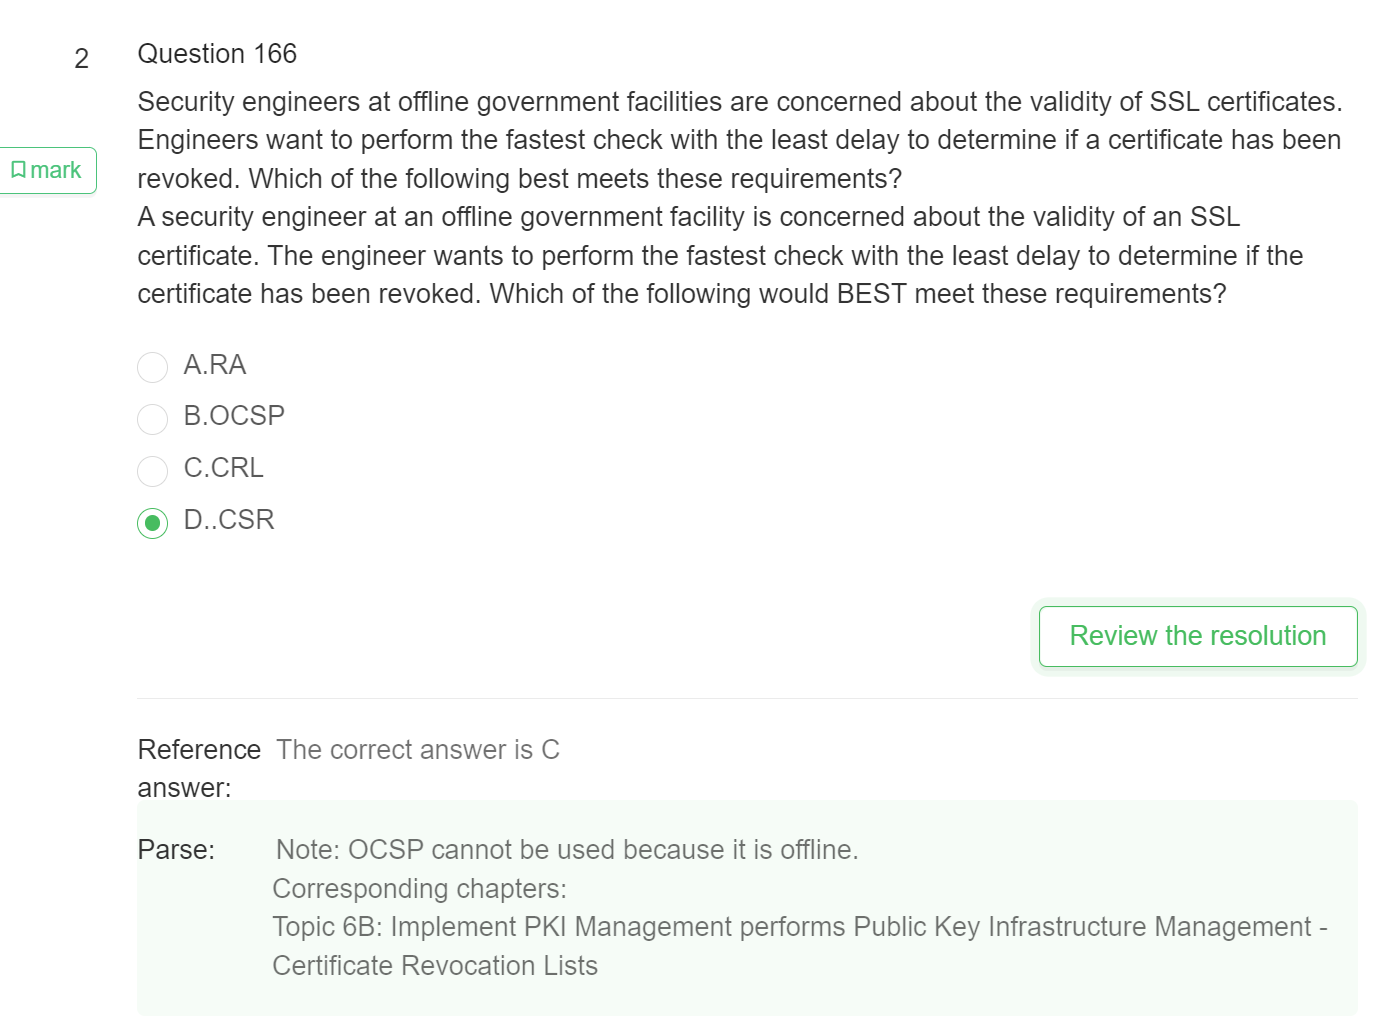 2
Question 166
mark
Security engineers at offline government facilities are concerned about the validity of SSL certificates.
Engineers want to perform the fastest check with the least delay to determine if a certificate has been
revoked. Which of the following best meets these requirements?
A security engineer at an offline government facility is concerned about the validity of an SSL
certificate. The engineer wants to perform the fastest check with the least delay to determine if the
certificate has been revoked. Which of the following would BEST meet these requirements?
A.RA
B.OCSP
C.CRL
D..CSR
Review the resolution
Reference The correct answer is C
answer:
Parse: Note: OCSP cannot be used because it is offline.
Corresponding chapters:
Topic 6B: Implement PKI Management performs Public Key Infrastructure Management -
Certificate Revocation Lists